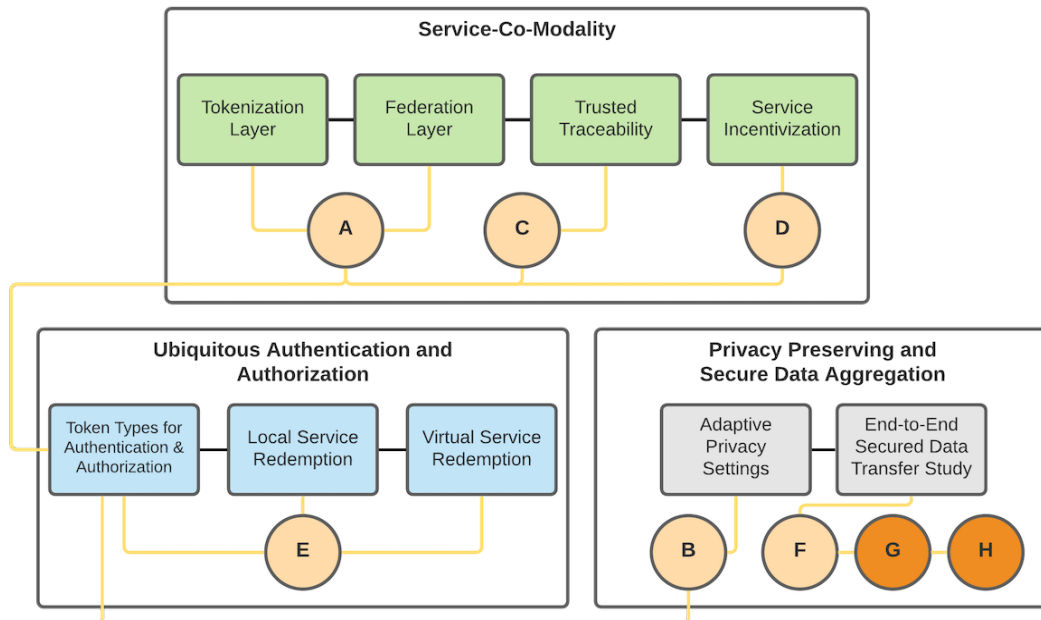 Service-Co-Modality
Tokenization
Layer
Federation
Layer
Trusted
Traceability
Service
Incentivization
A
C
D
Ubiquitous Authentication and
Authorization
Token Types for
Authentication &
Authorization
Local Service
Redemption
Virtual Service
Redemption
E
Privacy Preserving and
Secure Data Aggregation
Adaptive
Privacy
Settings
End-to-End
Secured Data
Transfer Study
B
F
G
H